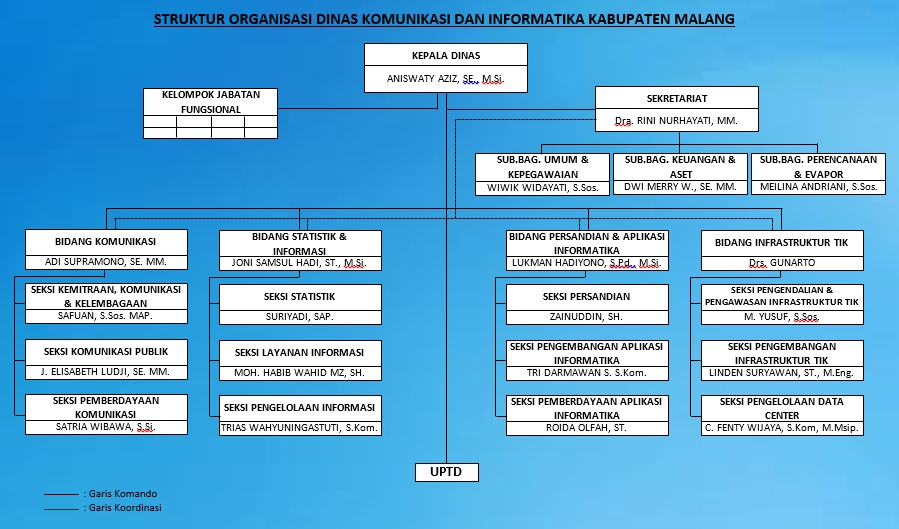 STRUKTUR ORGANISASI DINAS KOMUNIKASI DAN INFORMATIKA KABUPATEN MALANG
KEPALA DINAS
ANISWATY AZIZ, SE., M.Si.
KELOMPOK JABATAN
FUNGSIONAL
SEKRETARIAT
Dra. RINI NURHAYATI, MM.
SUB.BAG. UMUM &
KEPEGAWAIAN
WIWIK WIDAYATI, S.Sos.
SUB.BAG. KEUANGAN &
ASET
DWI MERRY W., SE. MM.
SUB.BAG. PERENCANAAN
& EVAPOR
MEILINA ANDRIANI, S.Sos.
BIDANG KOMUNIKASI
ADI SUPRAMONO, SE. MM.
SEKSI KEMITRAAN, KOMUNIKASI
& KELEMBAGAAN
SAFUAN, S.Sos. MAP.
SEKSI KOMUNIKASI PUBLIK
J. ELISABETH LUDJI, SE. MM.
SEKSI PEMBERDAYAAN
KOMUNIKASI
SATRIA WIBAWA, S.Si.
BIDANG STATISTIK &
INFORMASI
JONI SAMSUL HADI, ST., M.Si.
SEKSI STATISTIK
SURIYADI, SAP.
SEKSI LAYANAN INFORMASI
MOH. HABIB WAHID MZ, SH.
SEKSI PENGELOLAAN INFORMASI
TRIAS WAHYUNINGASTUTI, S.Kom.
BIDANG PERSANDIAN & APLIKASI
INFORMATIKA
LUKMAN HADIYONO, S.Pd., M.Si.
SEKSI PERSANDIAN
ZAINUDDIN, SH.
SEKSI PENGEMBANGAN APLIKASI
INFORMATIKA
TRI DARMAWAN S. S.Kom.
SEKSI PEMBERDAYAAN APLIKASI
INFORMATIKA
ROIDA OLFAH, ST.
BIDANG INFRASTRUKTUR TIK
Drs. GUNARTO
SEKSI PENGENDALIAN &
PENGAWASAN INFRASTRUKTUR TIK
M. YUSUF, S.Sos.
SEKSI PENGEMBANGAN
INFRASTRUKTUR TIK
LINDEN SURYAWAN, ST., M.Eng.
SEKSI PENGELOLAAN DATA
CENTER
C. FENTY WIJAYA, S.Kom, M.Msip.
UPTD
: Garis Komando
: Garis Koordinasi